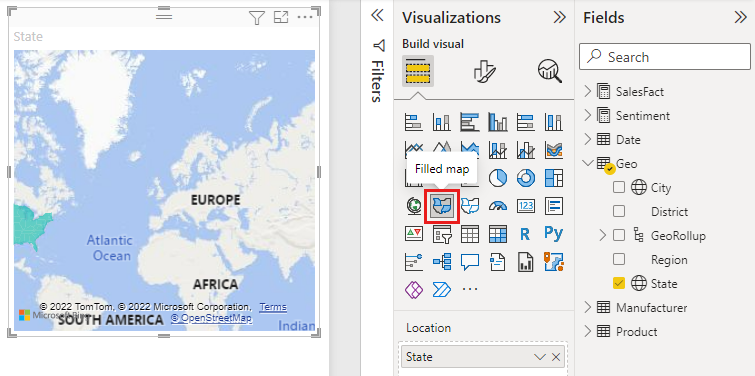 State
EUROPE
Atlantic
Ocean
AFRICA
© 2022 TomTom, © 2022 Microsoft Corporation, Terms
© OpenStreetMap
Microsoft Bing
SOUTH AMERICA
Indian
Filters
Visualizations
Build visual
Filled map
123
R
Py
Location
State
Fields
Search
SalesFact
Sentiment
Date
Geo
City
District
GeoRollup
Region
State
Manufacturer
Product